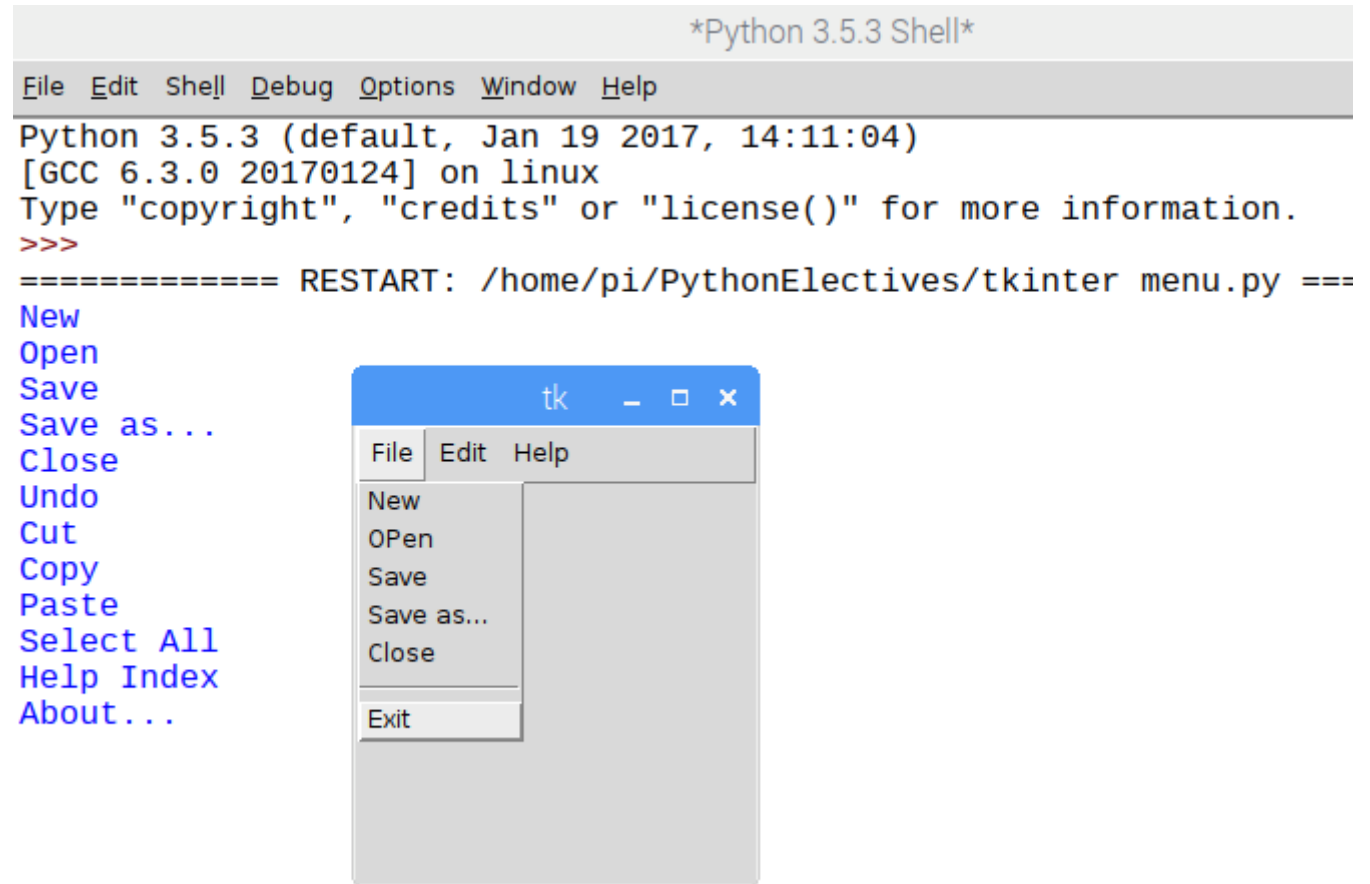 *Python 3.5.3 Shell*
File Edit Shell Debug Options Window Help
Python 3.5.3 (default, Jan 19 2017, 14:11:04)
[GCC 6.3.0 20170124] on linux
Type "copyright", "credits" or "license()" for more information.
>>>
============= RESTART: /home/pi/PythonElectives/tkinter menu.py ===
New
Open
Save
Save as...
Close
Undo
Cut
Copy
Paste
Select All
Help Index
About...
tk
File Edit Help
New
OPen
Save
Save as...
Close
Exit